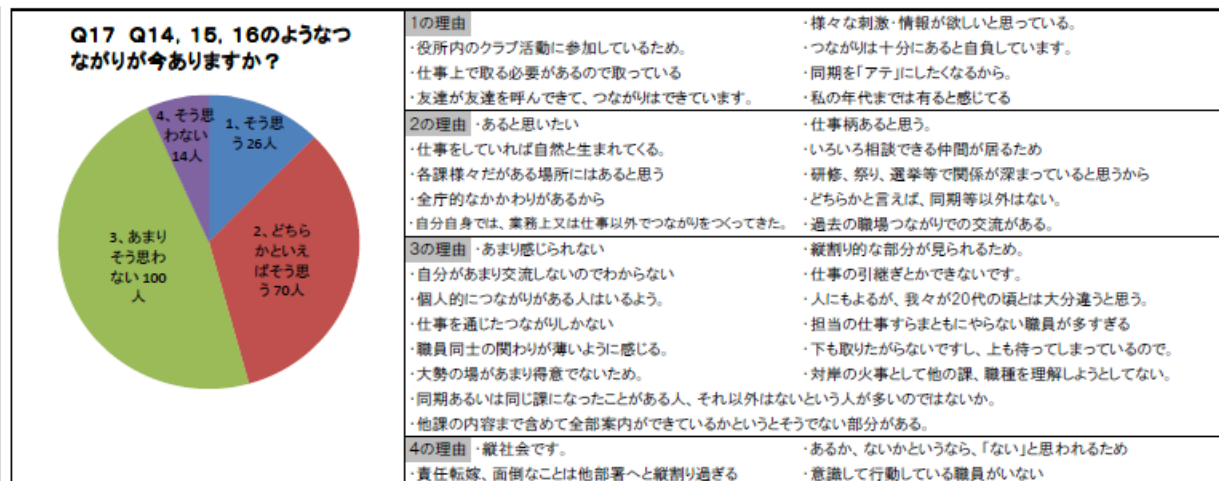 Q17 Q14, 15, 16のようなつ
ながりが今ありますか？
1、そう思
う 26人
2、どちら
かといえ
ばそう思
う 70人
3、あまり
そう思わ
ない 100
人
4、そう思
わない
14人
1の理由
・様々な刺激・情報が欲しいと思っている。
・役所内のクラブ活動に参加しているため。
・つながりは十分にあると自負しています。
・仕事上で取る必要があるので取っている
・同期を「アテ」にしたくなるから。
・友達が友達を呼んできて、つながりはできています。
・私の年代までは有ると感じてる
2の理由 ・あると思いたい
・仕事柄あると思う。
・仕事をしていれば自然と生まれてくる。
・いろいろ相談できる仲間が居るため
・各課様々だがある場所にはあると思う
・研修、祭り、選挙等で関係が深まっていると思うから
・全庁的なかかわりがあるから
・どちらかと言えば、同期等以外はない。
・自分自身では、業務上又は仕事以外でつながりをつくってきた。
・過去の職場つながりでの交流がある。
3の理由 ・あまり感じられない
・縦割り的な部分が見られるため。
・自分があまり交流しないのでわからない
・仕事の引継ぎとかできないです。
・個人的につながりがある人はいるよう。
・人にもよるが、我々が20代の頃とは大分違うと思う。
・仕事を通じたつながりしかない
・担当の仕事すらまともにやらない職員が多すぎる
・職員同士の関わりが薄いように感じる。
・下も取りたがらないですし、上も待ってしまっているので。
・大勢の場があまり得意でないため。
・対岸の火事として他の課、職種を理解しようとしてない。
・同期あるいは同じ課になったことがある人、それ以外はないという人が多いのではないか。
・他課の内容まで含めて全部案内ができているかというとそうでない部分がある。
4の理由 ・縦社会です。
・あるか、ないかというなら、「ない」と思われるため
・責任転嫁、面倒なことは他部署へと縦割り過ぎる
・意識して行動している職員がいない